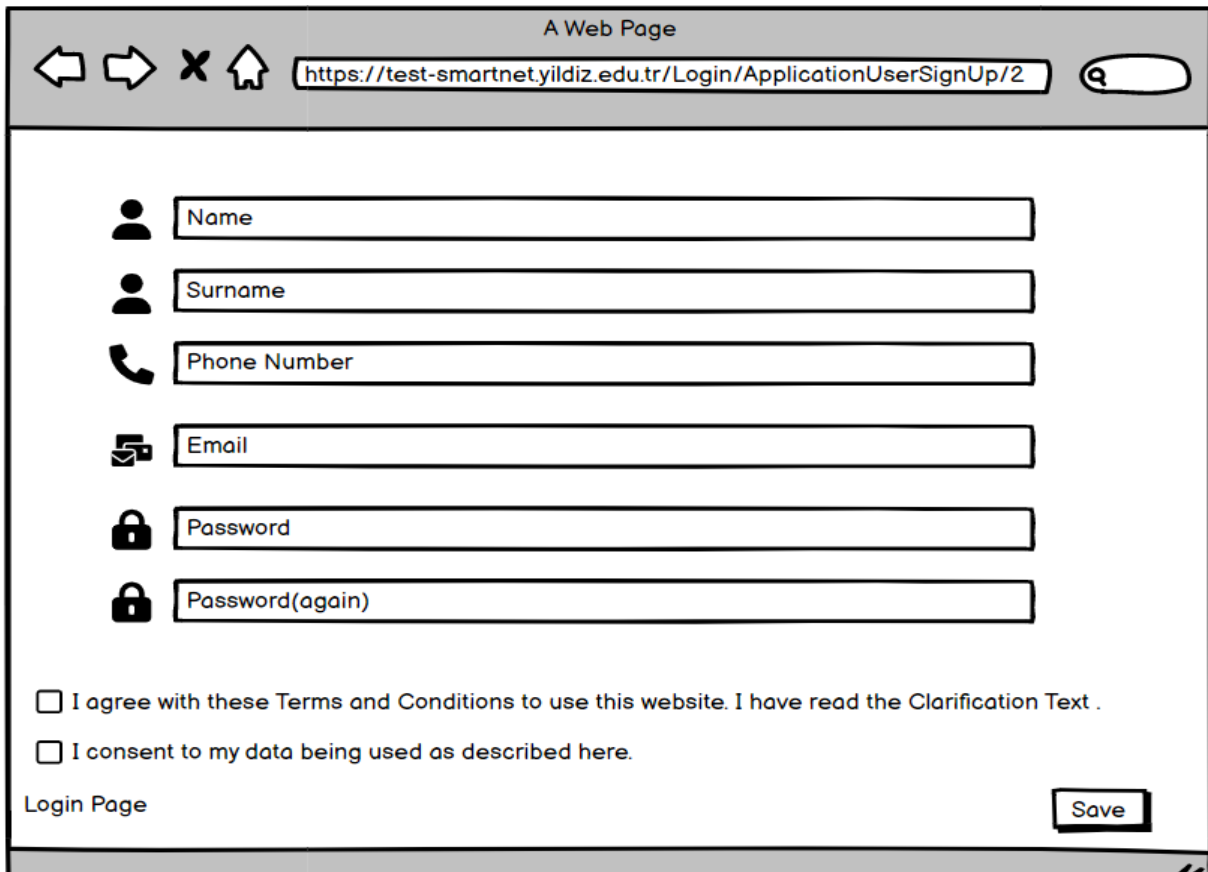 A Web Page
https://test-smartnet.yildiz.edu.tr/Login/ApplicationUserSignUp/2
Name
Surname
Phone Number
Email
Password
Password(again)
I agree with these Terms and Conditions to use this website. I have read the Clarification Text .
I consent to my data being used as described here.
Login Page
Save